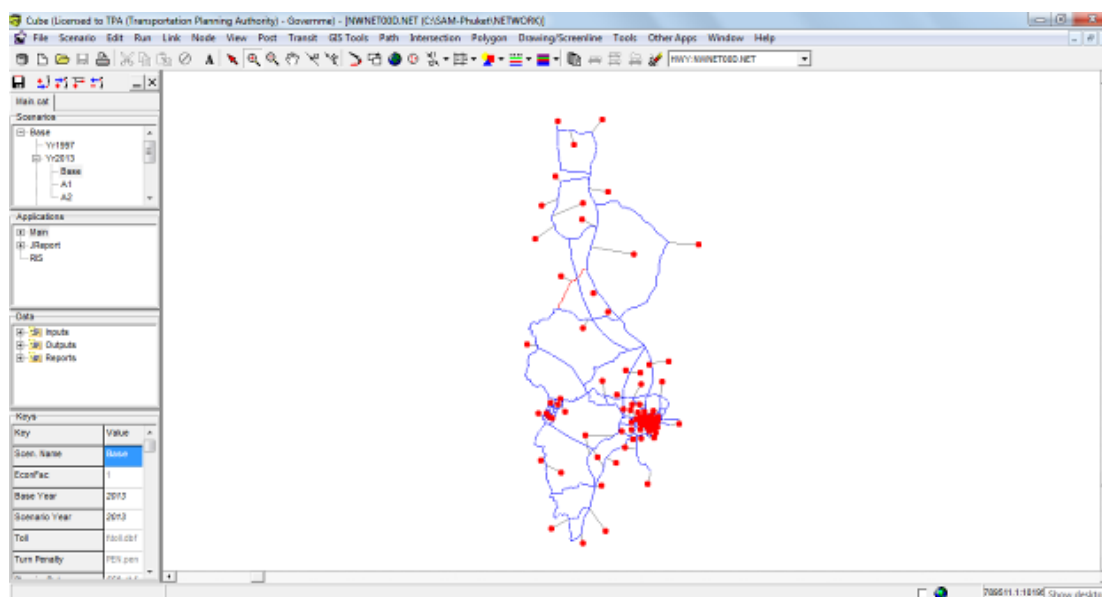 Cube (Licensed to TPA (Transportation Planning Authority) - Governme) - [NWNET00D.NET (C:\SAM-Phuket\NETWORK)]
File Scenario Edit Run Link Node View Post Transit GIS Tools Path Intersection Polygon Drawing/Screenline Tools Other Apps Window Help
A HWY:NWNET00D.NET
Main cat
Scenarios
Base
Yr1997
Yr2013
Base
A1
A2
Applications
Main
JReport
RIS
Data
Inputs
Outputs
Reports
Keys
Key Value
Scen. Name Base
EconFac 1
Base Year 2013
Scenario Year 2013
Toll
Turn Penalty PEN.pen
Show deskto